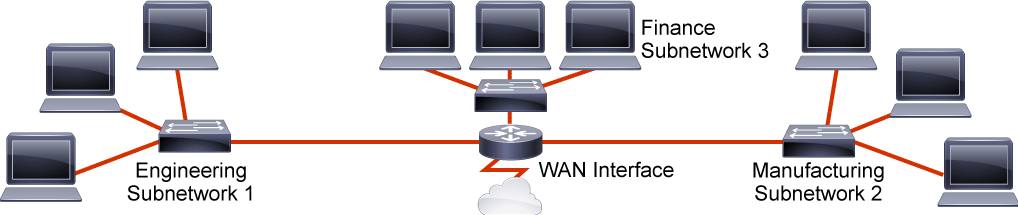 Finance
Subnetwork 3
Engineering
Subnetwork 1
WAN Interface
Manufacturing
Subnetwork 2